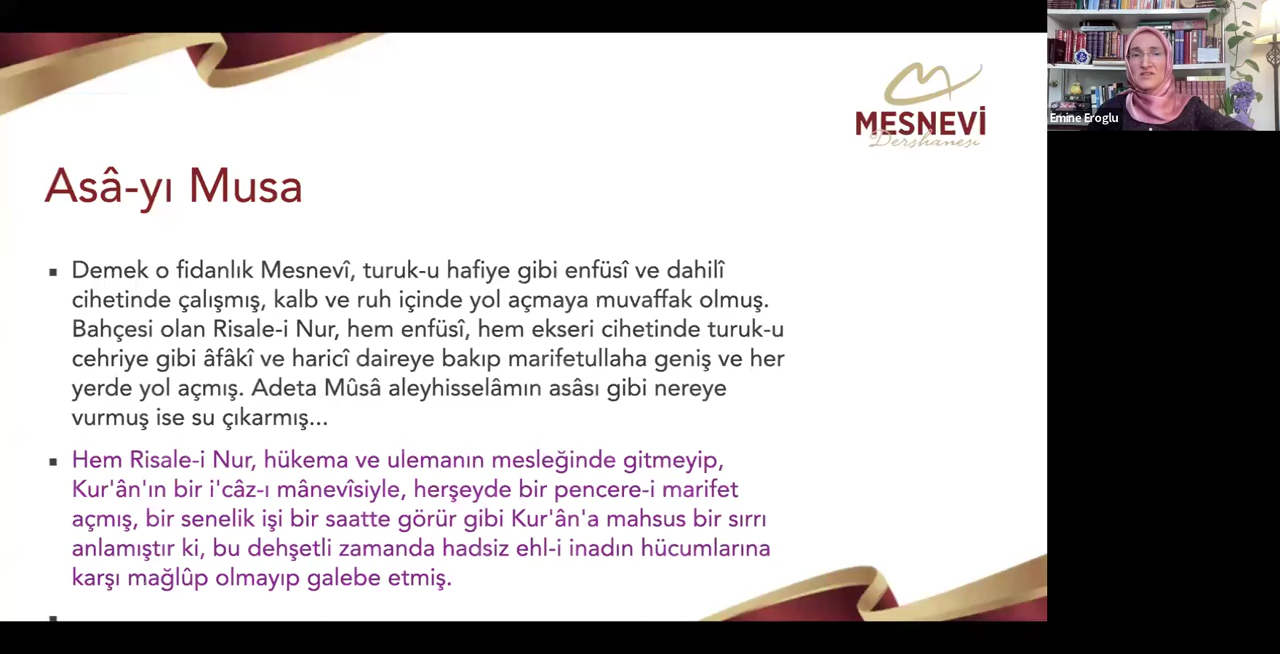 MESNEVİ
Dershanesi
Emine Eroglu
Asâ-yı Musa
Demek o fidanlık Mesnevî, turuk-u hafiye gibi enfüsî ve dahilî
cihetinde çalışmış, kalb ve ruh içinde yol açmaya muvaffak olmuş.
Bahçesi olan Risale-i Nur, hem enfüsî, hem ekseri cihetinde turuk-u
cehriye gibi âfâkî ve haricî daireye bakıp marifetullaha geniş ve her
yerde yol açmış. Adeta Mûsâ aleyhisselâmın asâsı gibi nereye
vurmuş ise su çıkarmış...
Hem Risale-i Nur, hükema ve ulemanın mesleğinde gitmeyip,
Kur'ân'ın bir i'câz-ı mânevîsiyle, herşeyde bir pencere-i marifet
açmış, bir senelik işi bir saatte görür gibi Kur'ân'a mahsus bir sırrı
anlamıştır ki, bu dehşetli zamanda hadsiz ehl-i inadın hücumlarına
karşı mağlûp olmayıp galebe etmiş.